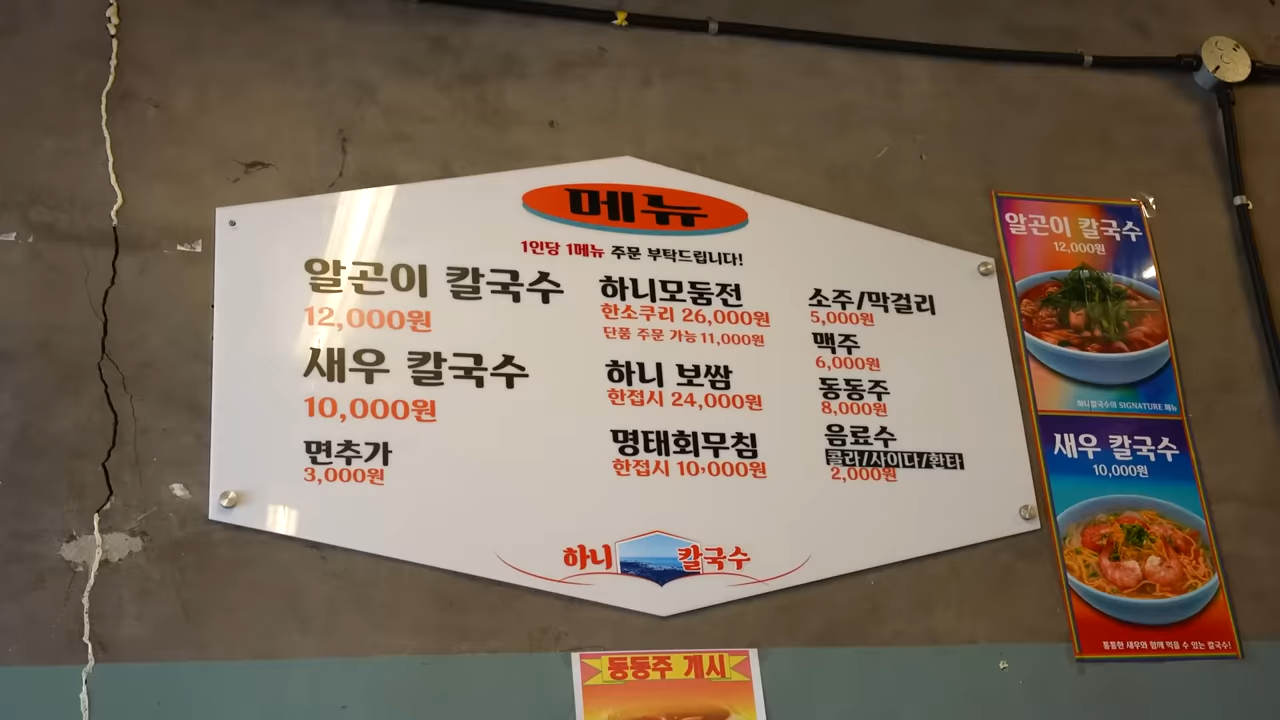 메뉴
1인당 1메뉴 주문 부탁드립니다!
알곤이 칼국수
12,000원
새우 칼국수
10,000원
면추가
3,000원
하니모둠전
한소쿠리 26,000원
단품 주문 가능 11,000원
하니 보쌈
한접시 24,000원
명태회무침
한접시 10,000원
소주/막걸리
5,000원
맥주
6,000원
동동주
8,000원
음료수
콜라/사이다/환타
2,000원
하니 칼국수
알곤이 칼국수
12,000원
하니칼국수의 SIGNATURE 메뉴
새우 칼국수
10,000원
통통한 새우와 함께 먹을 수 있는 칼국수!
동동주 개시